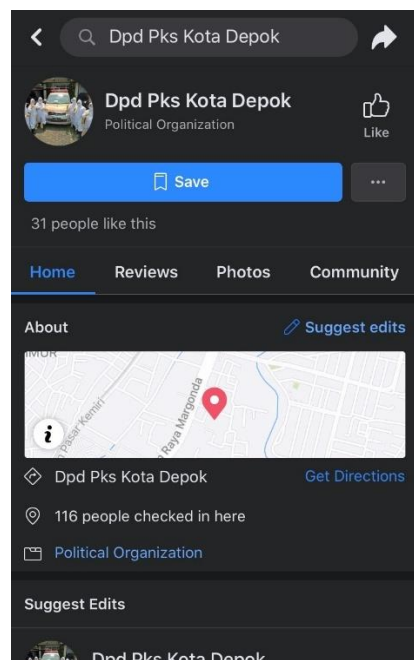 Dpd Pks Kota Depok
Dpd Pks Kota Depok
Political Organization
Like
Save
31 people like this
Home Reviews Photos Community
About Suggest edits
IMUR
Pasar Kemiri
Raya Margonda
Dpd Pks Kota Depok Get Directions
116 people checked in here
Political Organization
Suggest Edits
Dpd Pks Kota Depok